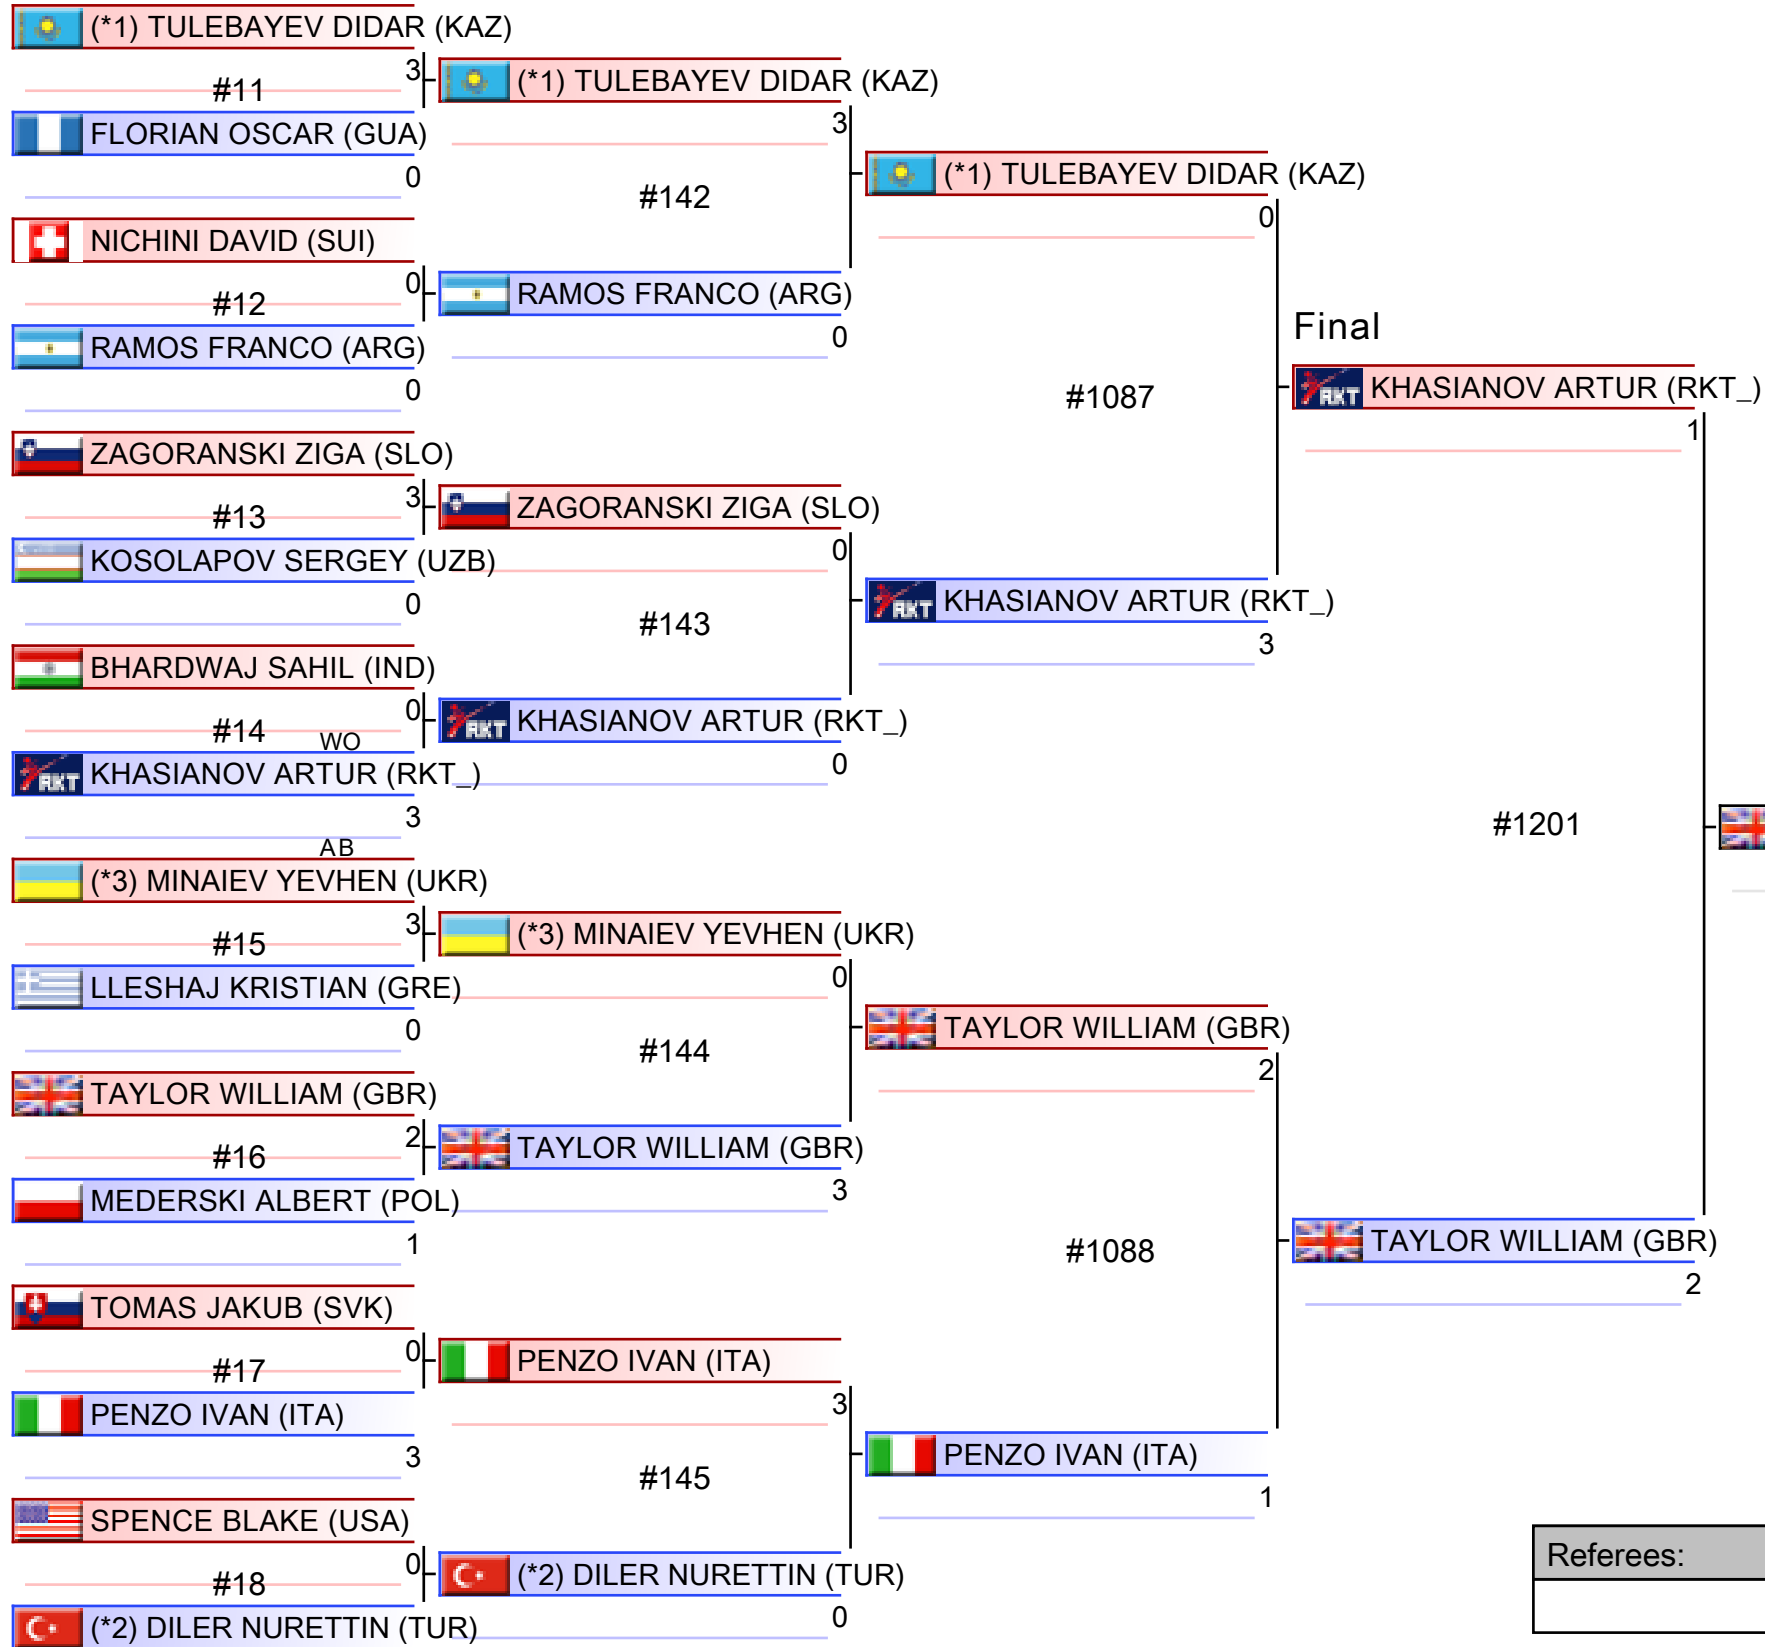 (*1) TULEBAYEV DIDAR (KAZ)
3
#11
FLORIAN OSCAR (GUA)
0
NICHINI DAVID (SUI)
0
#12
RAMOS FRANCO (ARG)
0
ZAGORANSKI ZIGA (SLO)
3
#13
KOSOLAPOV SERGEY (UZB)
0
BHARDWAJ SAHIL (IND)
0
#14
WO
RKT KHASIANOV ARTUR (RKT_)
3
AB
(*3) MINAIEV YEVHEN (UKR)
3
#15
LLESHAJ KRISTIAN (GRE)
0
TAYLOR WILLIAM (GBR)
2
#16
MEDERSKI ALBERT (POL)
1
TOMAS JAKUB (SVK)
0
#17
PENZO IVAN (ITA)
3
SPENCE BLAKE (USA)
0
#18
(*2) DILER NURETTIN (TUR)
(*1) TULEBAYEV DIDAR (KAZ)
3
#142
RAMOS FRANCO (ARG)
0
ZAGORANSKI ZIGA (SLO)
0
#143
RKT KHASIANOV ARTUR (RKT_)
0
(*3) MINAIEV YEVHEN (UKR)
0
#144
TAYLOR WILLIAM (GBR)
3
PENZO IVAN (ITA)
3
#145
(*2) DILER NURETTIN (TUR)
0
(*1) TULEBAYEV DIDAR (KAZ)
0
#1087
RKT KHASIANOV ARTUR (RKT_)
3
TAYLOR WILLIAM (GBR)
2
#1088
PENZO IVAN (ITA)
1
Final
RKT KHASIANOV ARTUR (RKT_)
1
#1201
TAYLOR WILLIAM (GBR)
2
Referees: